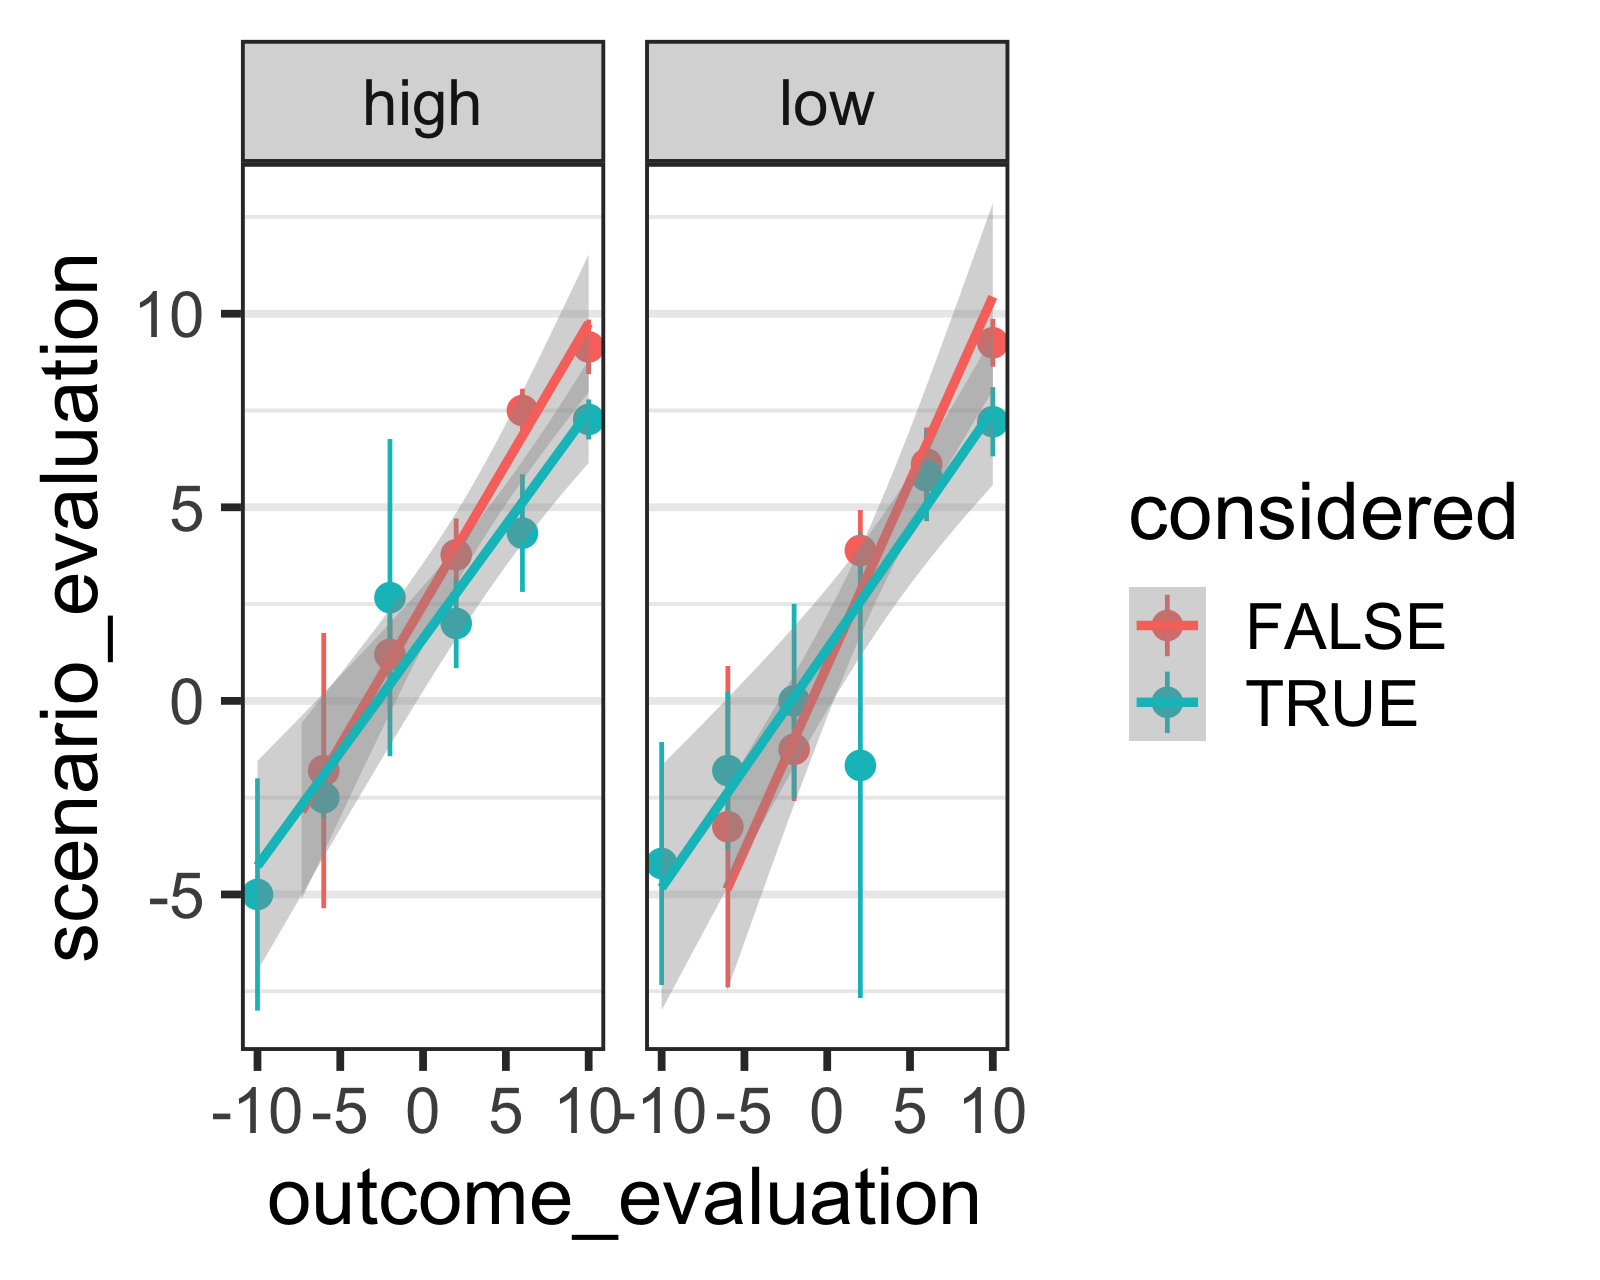 high
low
scenario_evaluation
10
5
0
-5
-10 -5 0 5 10
-10 -5 0 5 10
outcome_evaluation
considered
FALSE
TRUE